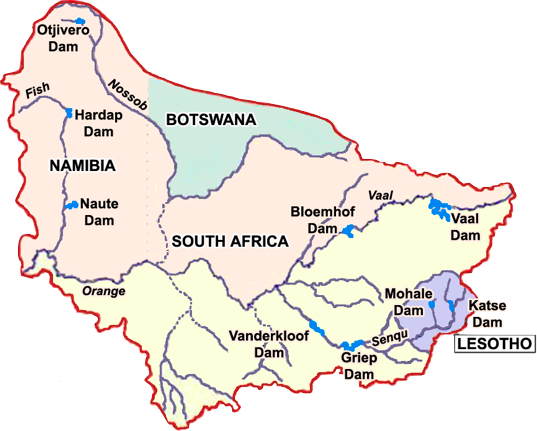 Otjivero
Dam
Fish
Nossob
Hardap
Dam
BOTSWANA
NAMIBIA
Naute
Dam
Vaal
Bloemhof
Dam
Vaal
Dam
SOUTH AFRICA
Orange
Mohale
Dam
Katse
Dam
Vanderkloof
Dam
Senqu
LESOTHO
Griep
Dam